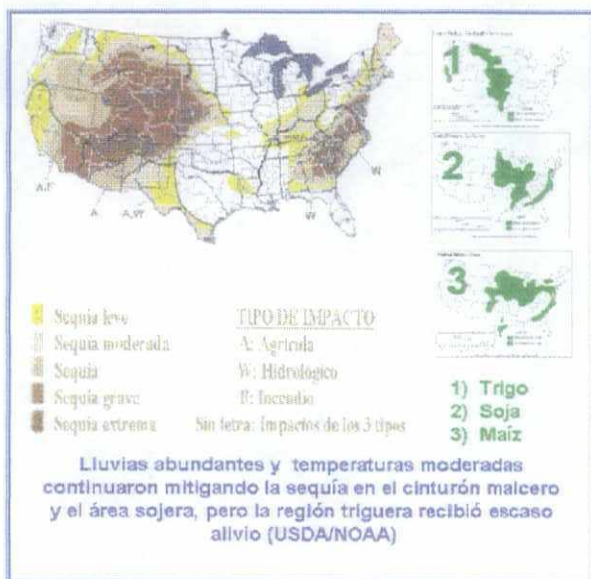 1
2
3
A,F
A
A,W
W
W
Sequía leve
Sequía moderada
Sequía
Sequía grave
Sequía extrema
TIPO DE IMPACTO
A: Agrícola
W: Hidrológico
F: Incendio
Sin letra: Impactos de los 3 tipos
1) Trigo
2) Soja
3) Maíz
Lluvias abundantes y temperaturas moderadas
continuaron mitigando la sequía en el cinturón maicero
y el área sojera, pero la región triguera recibió escaso
alivio (USDA/NOAA)